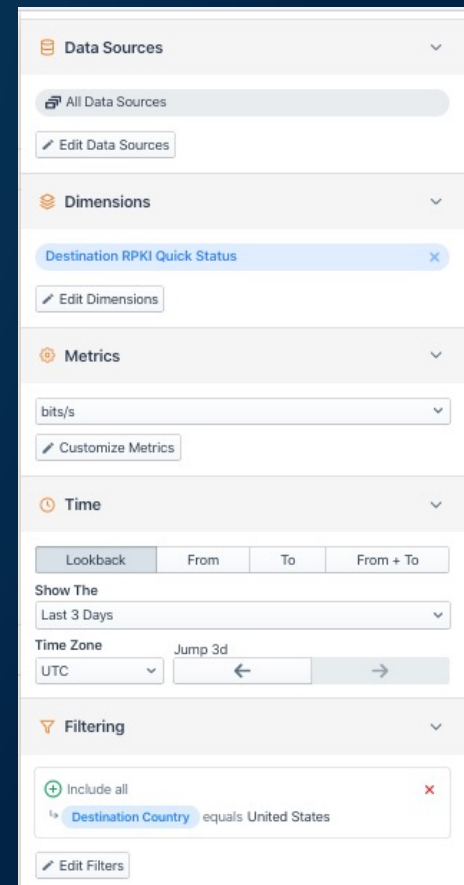 Data Sources
All Data Sources
Edit Data Sources
Dimensions
Destination RPKI Quick Status
Edit Dimensions
Metrics
bits/s
Customize Metrics
Time
Lookback From To From + To
Show The
Last 3 Days
Time Zone Jump 3d
UTC
Filtering
Include all
Destination Country equals United States
Edit Filters